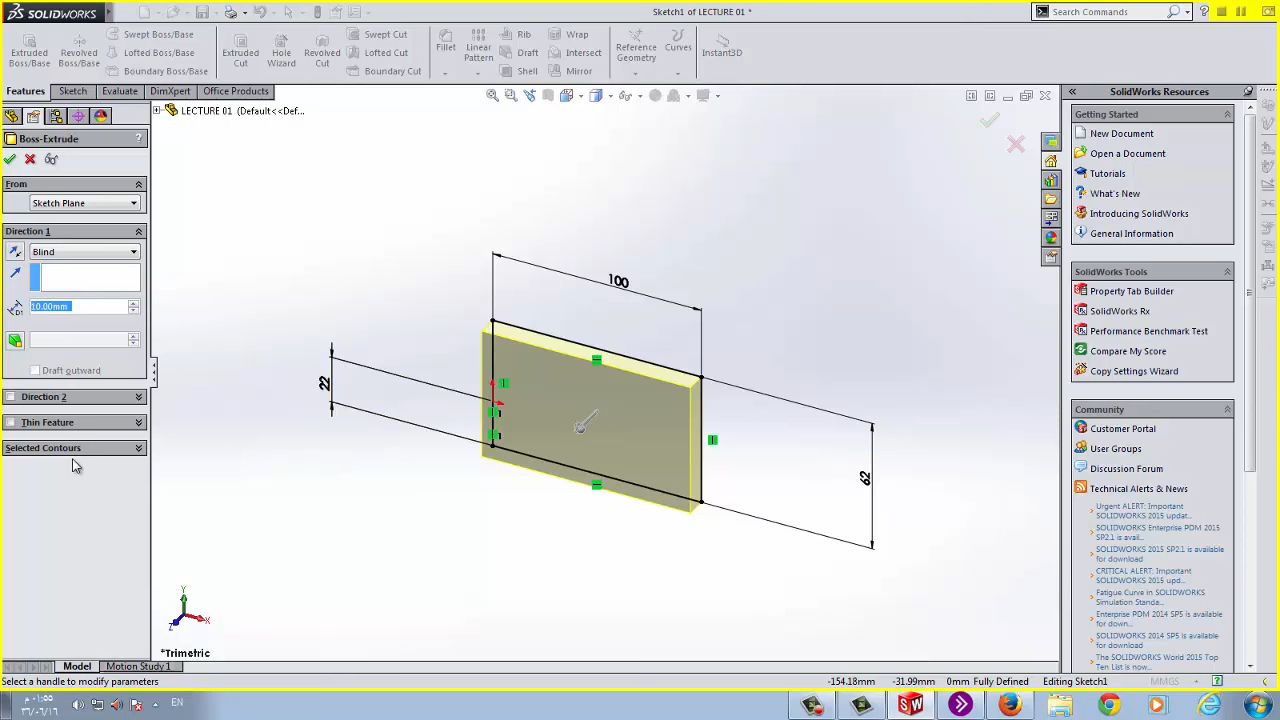 SOLIDWORKS
Sketch1 of LECTURE 01 *
Search Commands
Extruded Boss/Base
Revolved Boss/Base
Swept Boss/Base
Lofted Boss/Base
Boundary Boss/Base
Extruded Cut
Hole Wizard
Revolved Cut
Swept Cut
Lofted Cut
Boundary Cut
Fillet
Linear Pattern
Rib
Draft
Shell
Wrap
Intersect
Mirror
Reference Geometry
Curves
Instant3D
Features
Sketch
Evaluate
DimXpert
Office Products
LECTURE 01 (Default<<Def...
Boss-Extrude
?
From
Sketch Plane
Direction 1
Blind
10.00mm
Draft outward
Direction 2
Thin Feature
Selected Contours
100
22
62
Y
X
Z
*Trimetric
SolidWorks Resources
Getting Started
New Document
Open a Document
Tutorials
What's New
Introducing SolidWorks
General Information
SolidWorks Tools
Property Tab Builder
SolidWorks Rx
Performance Benchmark Test
Compare My Score
Copy Settings Wizard
Community
Customer Portal
User Groups
Discussion Forum
Technical Alerts & News
Urgent ALERT: Important
SOLIDWORKS 2015 updat...
SOLIDWORKS Enterprise PDM 2015
SP2.1 is avail...
SOLIDWORKS 2015 SP2.1 is available
for download
CRITICAL ALERT: Important
SOLIDWORKS 2015 upd...
Fatigue Curve in SOLIDWORKS
Simulation Standa...
Enterprise PDM 2014 SP5 is available
for down...
SOLIDWORKS 2014 SP5 is available
for downl...
The SOLIDWORKS World 2015 Top
Ten List is now...
Model
Motion Study 1
Select a handle to modify parameters
-154.18mm
-31.99mm
0mm
Fully Defined
Editing Sketch1
MMGS
EN